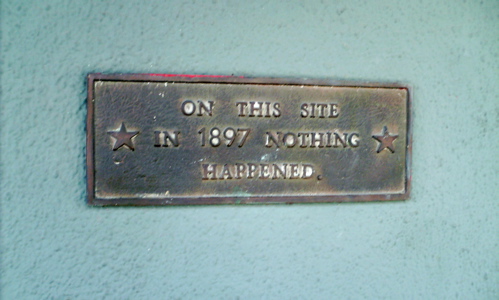 ON THIS SITE
IN 1897 NOTHING
HAPPENED.